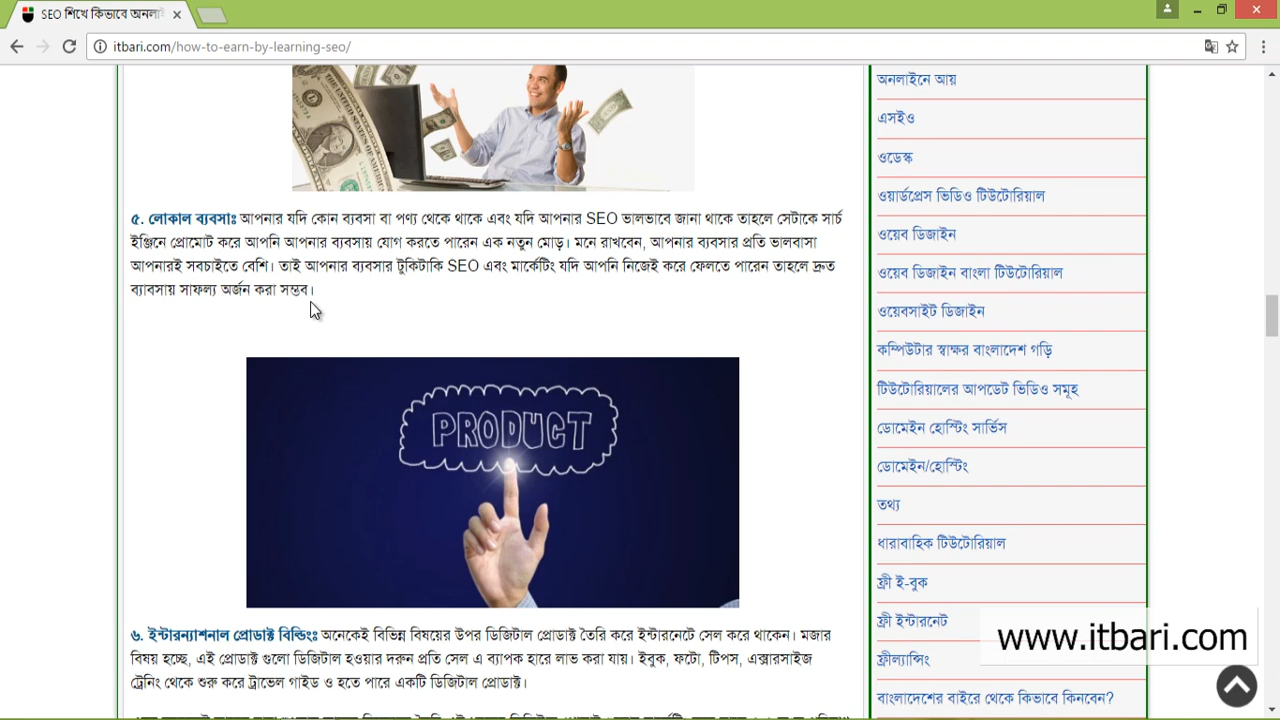 SEO শিখে কিভাবে অনলাই
itbari.com/how-to-earn-by-learning-seo/
৫. লোকাল ব্যবসাঃ আপনার যদি কোন ব্যবসা বা পণ্য থেকে থাকে এবং যদি আপনার SEO ভালভাবে জানা থাকে তাহলে সেটাকে সার্চ
ইঞ্জিনে প্রোমোট করে আপনি আপনার ব্যবসায় যোগ করতে পারেন এক নতুন মোড়। মনে রাখবেন, আপনার ব্যবসার প্রতি ভালবাসা
আপনারই সবচাইতে বেশি। তাই আপনার ব্যবসার টুকিটাকি SEO এবং মার্কেটিং যদি আপনি নিজেই করে ফেলতে পারেন তাহলে দ্রুত
ব্যাবসায় সাফল্য অর্জন করা সম্ভব।
PRODUCT
৬. ইন্টারন্যাশনাল প্রোডাক্ট বিল্ডিংঃ অনেকেই বিভিন্ন বিষয়ের উপর ডিজিটাল প্রোডাক্ট তৈরি করে ইন্টারনেটে সেল করে থাকেন। মজার
বিষয় হচ্ছে, এই প্রোডাক্ট গুলো ডিজিটাল হওয়ার দরুন প্রতি সেল এ ব্যাপক হারে লাভ করা যায়। ইবুক, ফটো, টিপস, এক্সারসাইজ
ট্রেনিং থেকে শুরু করে ট্রাভেল গাইড ও হতে পারে একটি ডিজিটাল প্রোডাক্ট।
অনলাইনে আয়
এসইও
ওডেস্ক
ওয়ার্ডপ্রেস ভিডিও টিউটোরিয়াল
ওয়েব ডিজাইন
ওয়েব ডিজাইন বাংলা টিউটোরিয়াল
ওয়েবসাইট ডিজাইন
কম্পিউটার স্বাক্ষর বাংলাদেশ গড়ি
টিউটোরিয়ালের আপডেট ভিডিও সমূহ
ডোমেইন হোস্টিং সার্ভিস
ডোমেইন/হোস্টিং
তথ্য
ধারাবাহিক টিউটোরিয়াল
ফ্রী ই-বুক
ফ্রী ইন্টারনেট
ফ্রীল্যান্সিং
বাংলাদেশের বাইরে থেকে কিভাবে কিনবেন?
www.itbari.com